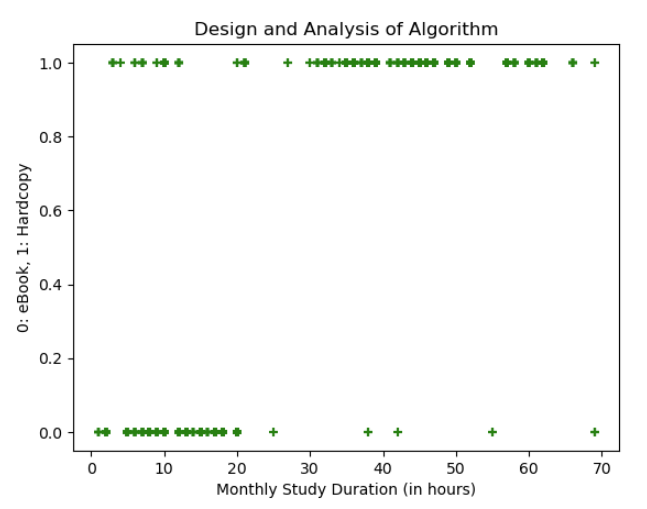 Design and Analysis of Algorithm
1.0
0.8
0.6
0.4
0.2
0.0
0: eBook, 1: Hardcopy
0 10 20 30 40 50 60 70
Monthly Study Duration (in hours)